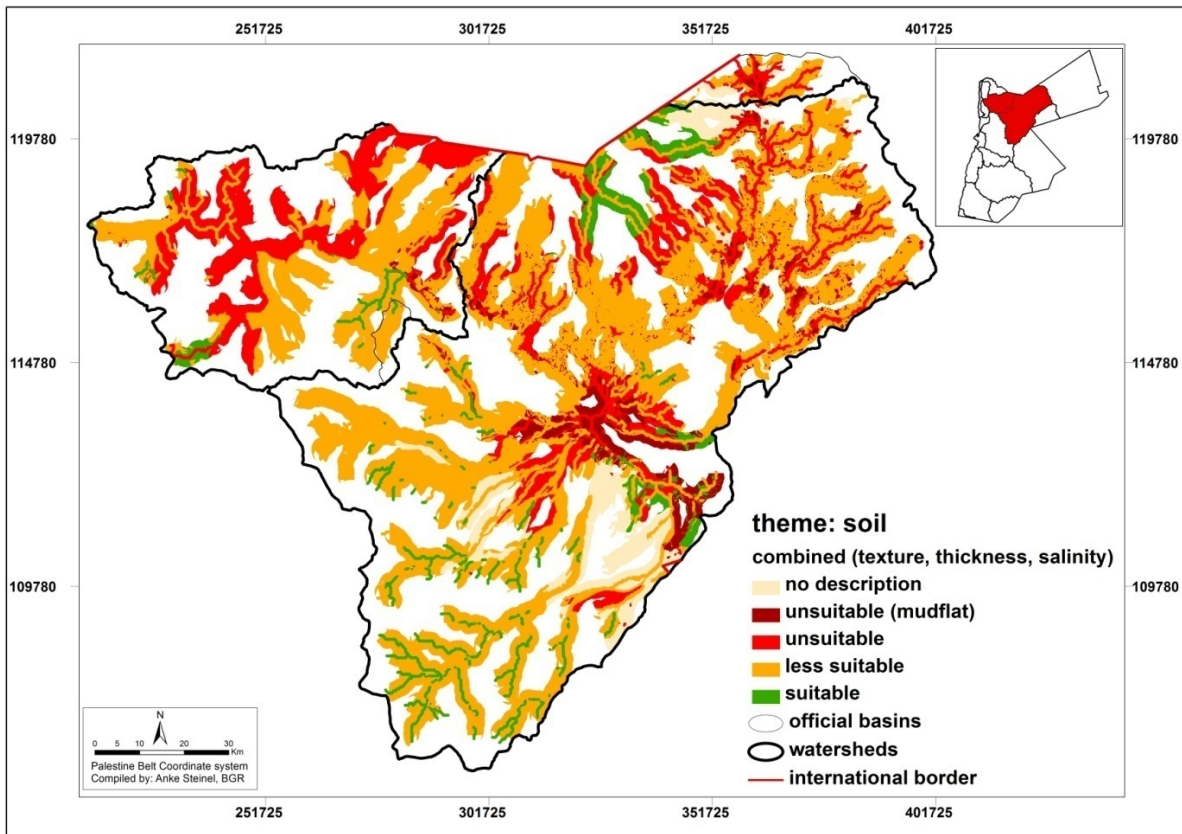 251725 301725 351725 401725
119780 119780
114780 114780
109780 109780
theme: soil
combined (texture, thickness, salinity)
no description
unsuitable (mudflat)
unsuitable
less suitable
suitable
official basins
watersheds
international border
N
0 5 10 20 30
Km
Palestine Belt Coordinate system
Compiled by: Anke Steinel, BGR
251725 301725 351725 401725